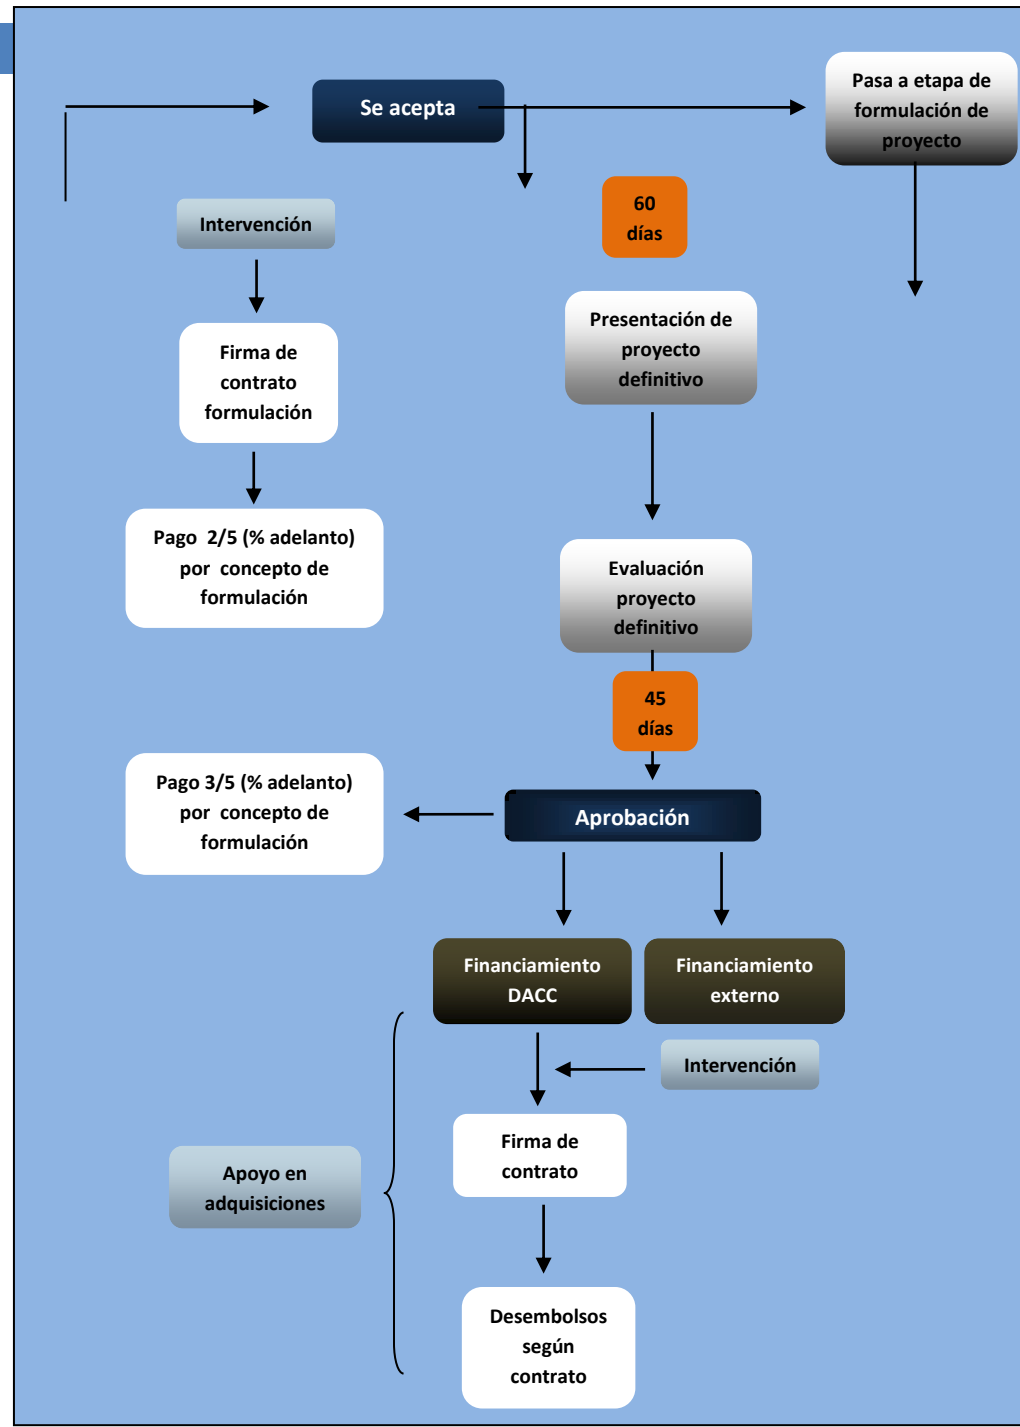 Se acepta
Pasa a etapa de
formulación de
proyecto
Intervención
60
días
Firma de
contrato
formulación
Presentación de
proyecto
definitivo
Pago  2/5 (% adelanto)
por  concepto de
formulación
Evaluación
proyecto
definitivo
45
días
Pago 3/5 (% adelanto)
por  concepto de
formulación
Aprobación
Financiamiento
DACC
Financiamiento
externo
Intervención
Firma de
contrato
Apoyo en
adquisiciones
Desembolsos
según
contrato